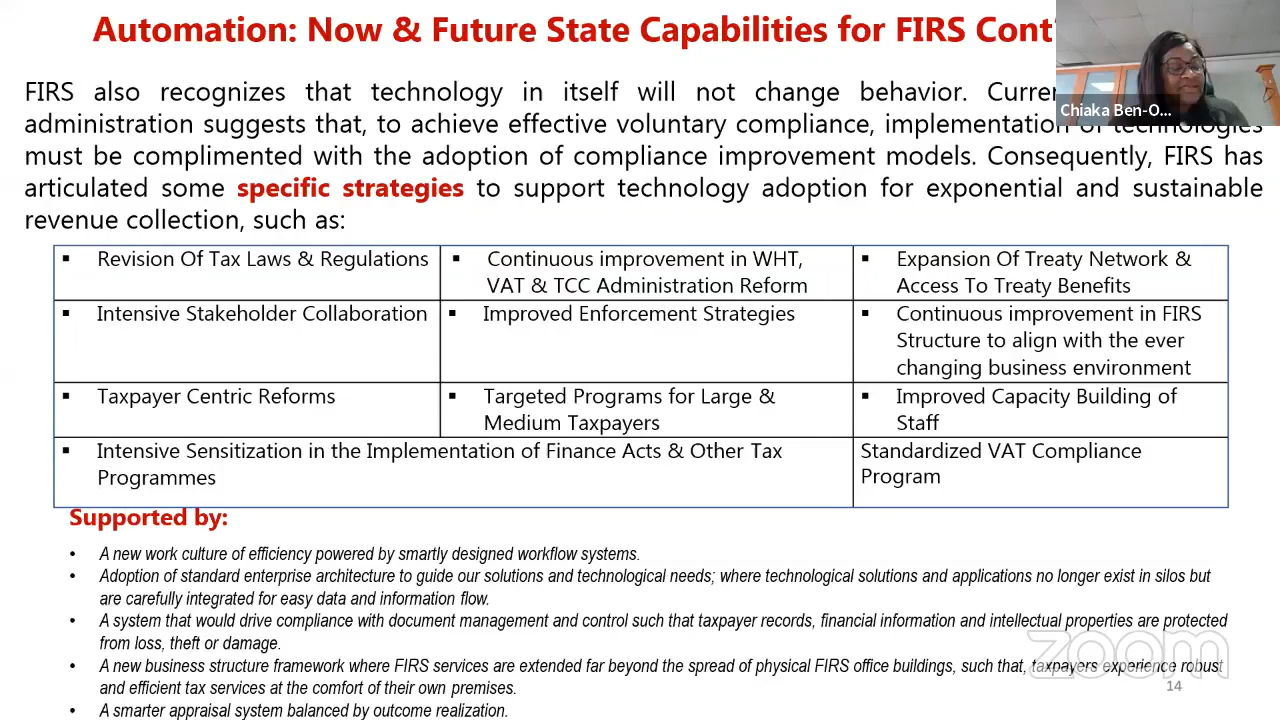 Automation: Now & Future State Capabilities for FIRS Cont'
Chiaka Ben-O...
FIRS also recognizes that technology in itself will not change behavior. Curren
administration suggests that, to achieve effective voluntary compliance, implementation of technologies
must be complimented with the adoption of compliance improvement models. Consequently, FIRS has
articulated some specific strategies to support technology adoption for exponential and sustainable
revenue collection, such as:
▪ Revision Of Tax Laws & Regulations
▪ Continuous improvement in WHT,
VAT & TCC Administration Reform
▪ Expansion Of Treaty Network &
Access To Treaty Benefits
▪ Intensive Stakeholder Collaboration
▪ Improved Enforcement Strategies
▪ Continuous improvement in FIRS
Structure to align with the ever
changing business environment
▪ Taxpayer Centric Reforms
▪ Targeted Programs for Large &
Medium Taxpayers
▪ Improved Capacity Building of
Staff
▪ Intensive Sensitization in the Implementation of Finance Acts & Other Tax
Programmes
Standardized VAT Compliance
Program
Supported by:
• A new work culture of efficiency powered by smartly designed workflow systems.
• Adoption of standard enterprise architecture to guide our solutions and technological needs; where technological solutions and applications no longer exist in silos but
are carefully integrated for easy data and information flow.
• A system that would drive compliance with document management and control such that taxpayer records, financial information and intellectual properties are protected
from loss, theft or damage.
• A new business structure framework where FIRS services are extended far beyond the spread of physical FIRS office buildings, such that, taxpayers experience robust
and efficient tax services at the comfort of their own premises.
• A smarter appraisal system balanced by outcome realization.
zoom
14